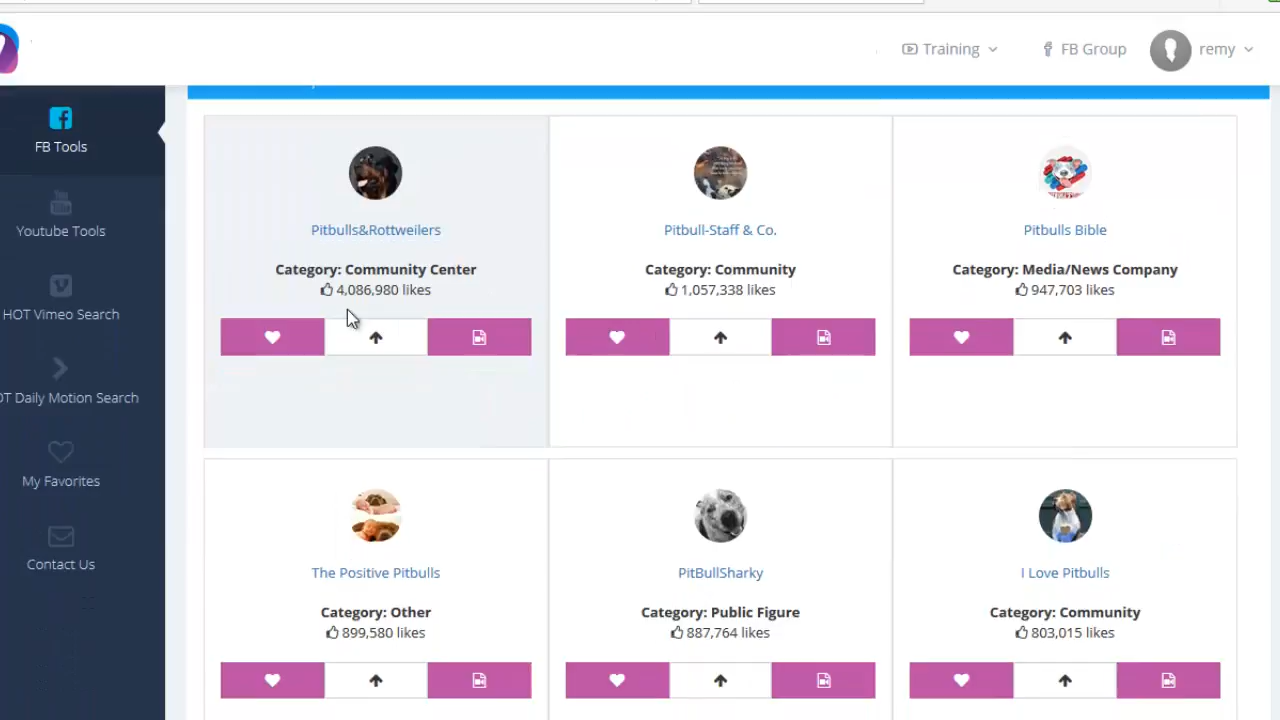 Training
FB Group
remy
FB Tools
Youtube Tools
HOT Vimeo Search
OT Daily Motion Search
My Favorites
Contact Us
Pitbulls&Rottweilers
Category: Community Center
4,086,980 likes
Pitbull-Staff & Co.
Category: Community
1,057,338 likes
Pitbulls Bible
Category: Media/News Company
947,703 likes
The Positive Pitbulls
Category: Other
899,580 likes
PitBullSharky
Category: Public Figure
887,764 likes
I Love Pitbulls
Category: Community
803,015 likes